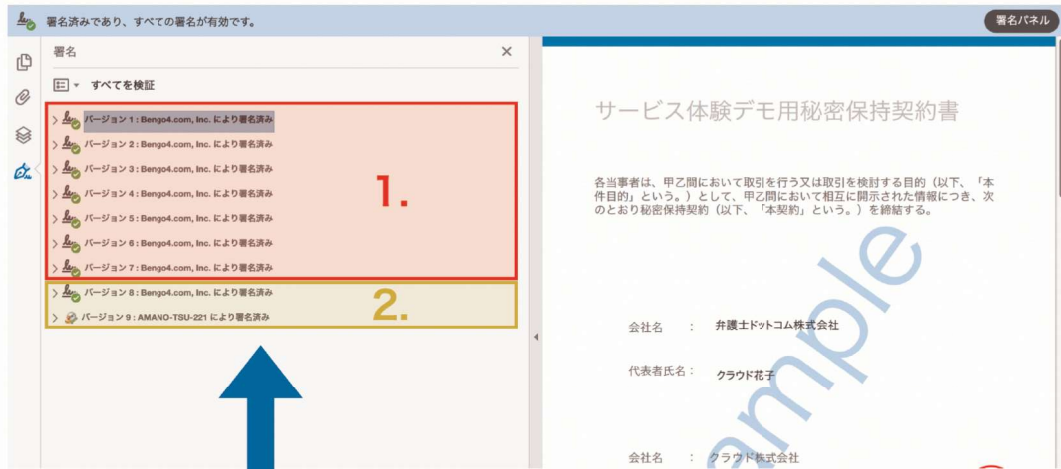 署名済みであり、すべての署名が有効です。
署名パネル
署名
すべてを検証
バージョン 1 : Bengo4.com, Inc. により署名済み
バージョン 2 : Bengo4.com, Inc. により署名済み
バージョン 3 : Bengo4.com, Inc. により署名済み
バージョン 4 : Bengo4.com, Inc. により署名済み
バージョン 5 : Bengo4.com, Inc. により署名済み
バージョン 6 : Bengo4.com, Inc. により署名済み
バージョン 7 : Bengo4.com, Inc. により署名済み
1.
バージョン 8 : Bengo4.com, Inc. により署名済み
バージョン 9 : AMANO-TSU-221 により署名済み
2.
サービス体験デモ用秘密保持契約書
各当事者は、甲乙間において取引を行う又は取引を検討する目的（以下、「本
件目的」という。）として、甲乙間において相互に開示された情報につき、次
のとおり秘密保持契約（以下、「本契約」という。）を締結する。
会社名 : 弁護士ドットコム株式会社
代表者氏名 : クラウド花子
会社名 : クラウド株式会社